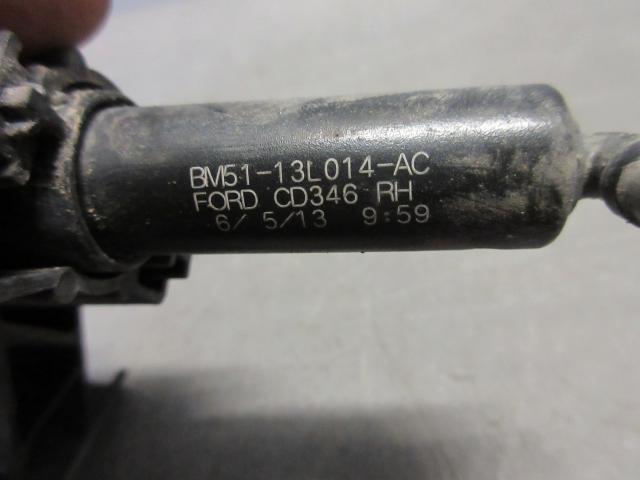 BM51-13L014-AC
FORD CD346 RH
6/ 5/13 9:59